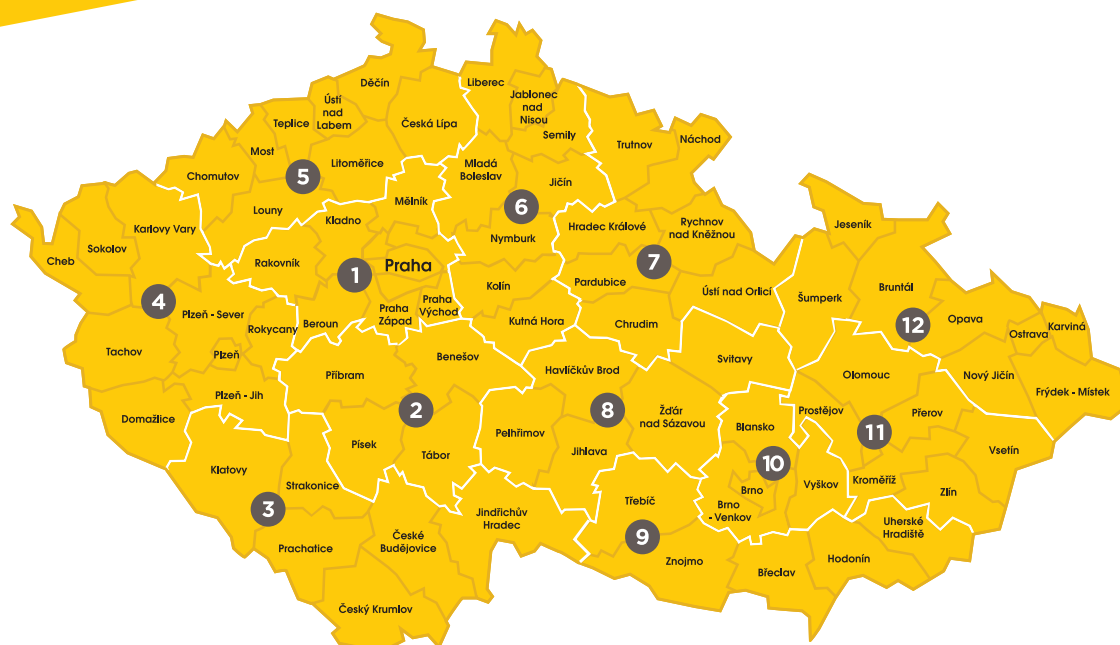 Děčín
Liberec
Ústí
nad
Labem
Jablonec
nad
Nisou
Teplice
Česká Lípa
Semily
Trutnov
Náchod
Most
Litoměřice
Mladá
Boleslav
Chomutov
5
Jičín
Mělník
6
Louny
Kladno
Karlovy Vary
Hradec Králové
Rychnov
nad Kněžnou
Jeseník
Sokolov
Nymburk
Cheb
Rakovník
1
Praha
7
Pardubice
Kolín
Ústí nad Orlicí
Šumperk
Bruntál
4
Plzeň - Sever
Rokycany
Beroun
Praha
Západ
Praha
Východ
Kutná Hora
Chrudim
12
Opava
Ostrava
Karviná
Tachov
Plzeň
Benešov
Svitavy
Příbram
Havlíčkův Brod
Olomouc
Nový Jičín
Frýdek - Místek
Plzeň - Jih
Domažlice
2
8
Žďár
nad Sázavou
Prostějov
Přerov
Blansko
11
Písek
Pelhřimov
Tábor
Jihlava
Vsetín
Klatovy
10
Strakonice
Kroměříž
Vyškov
Brno
Zlín
3
Třebíč
Brno
- Venkov
Jindřichův
Hradec
Uherské
Hradiště
České
Budějovice
9
Prachatice
Znojmo
Břeclav
Hodonín
Český Krumlov